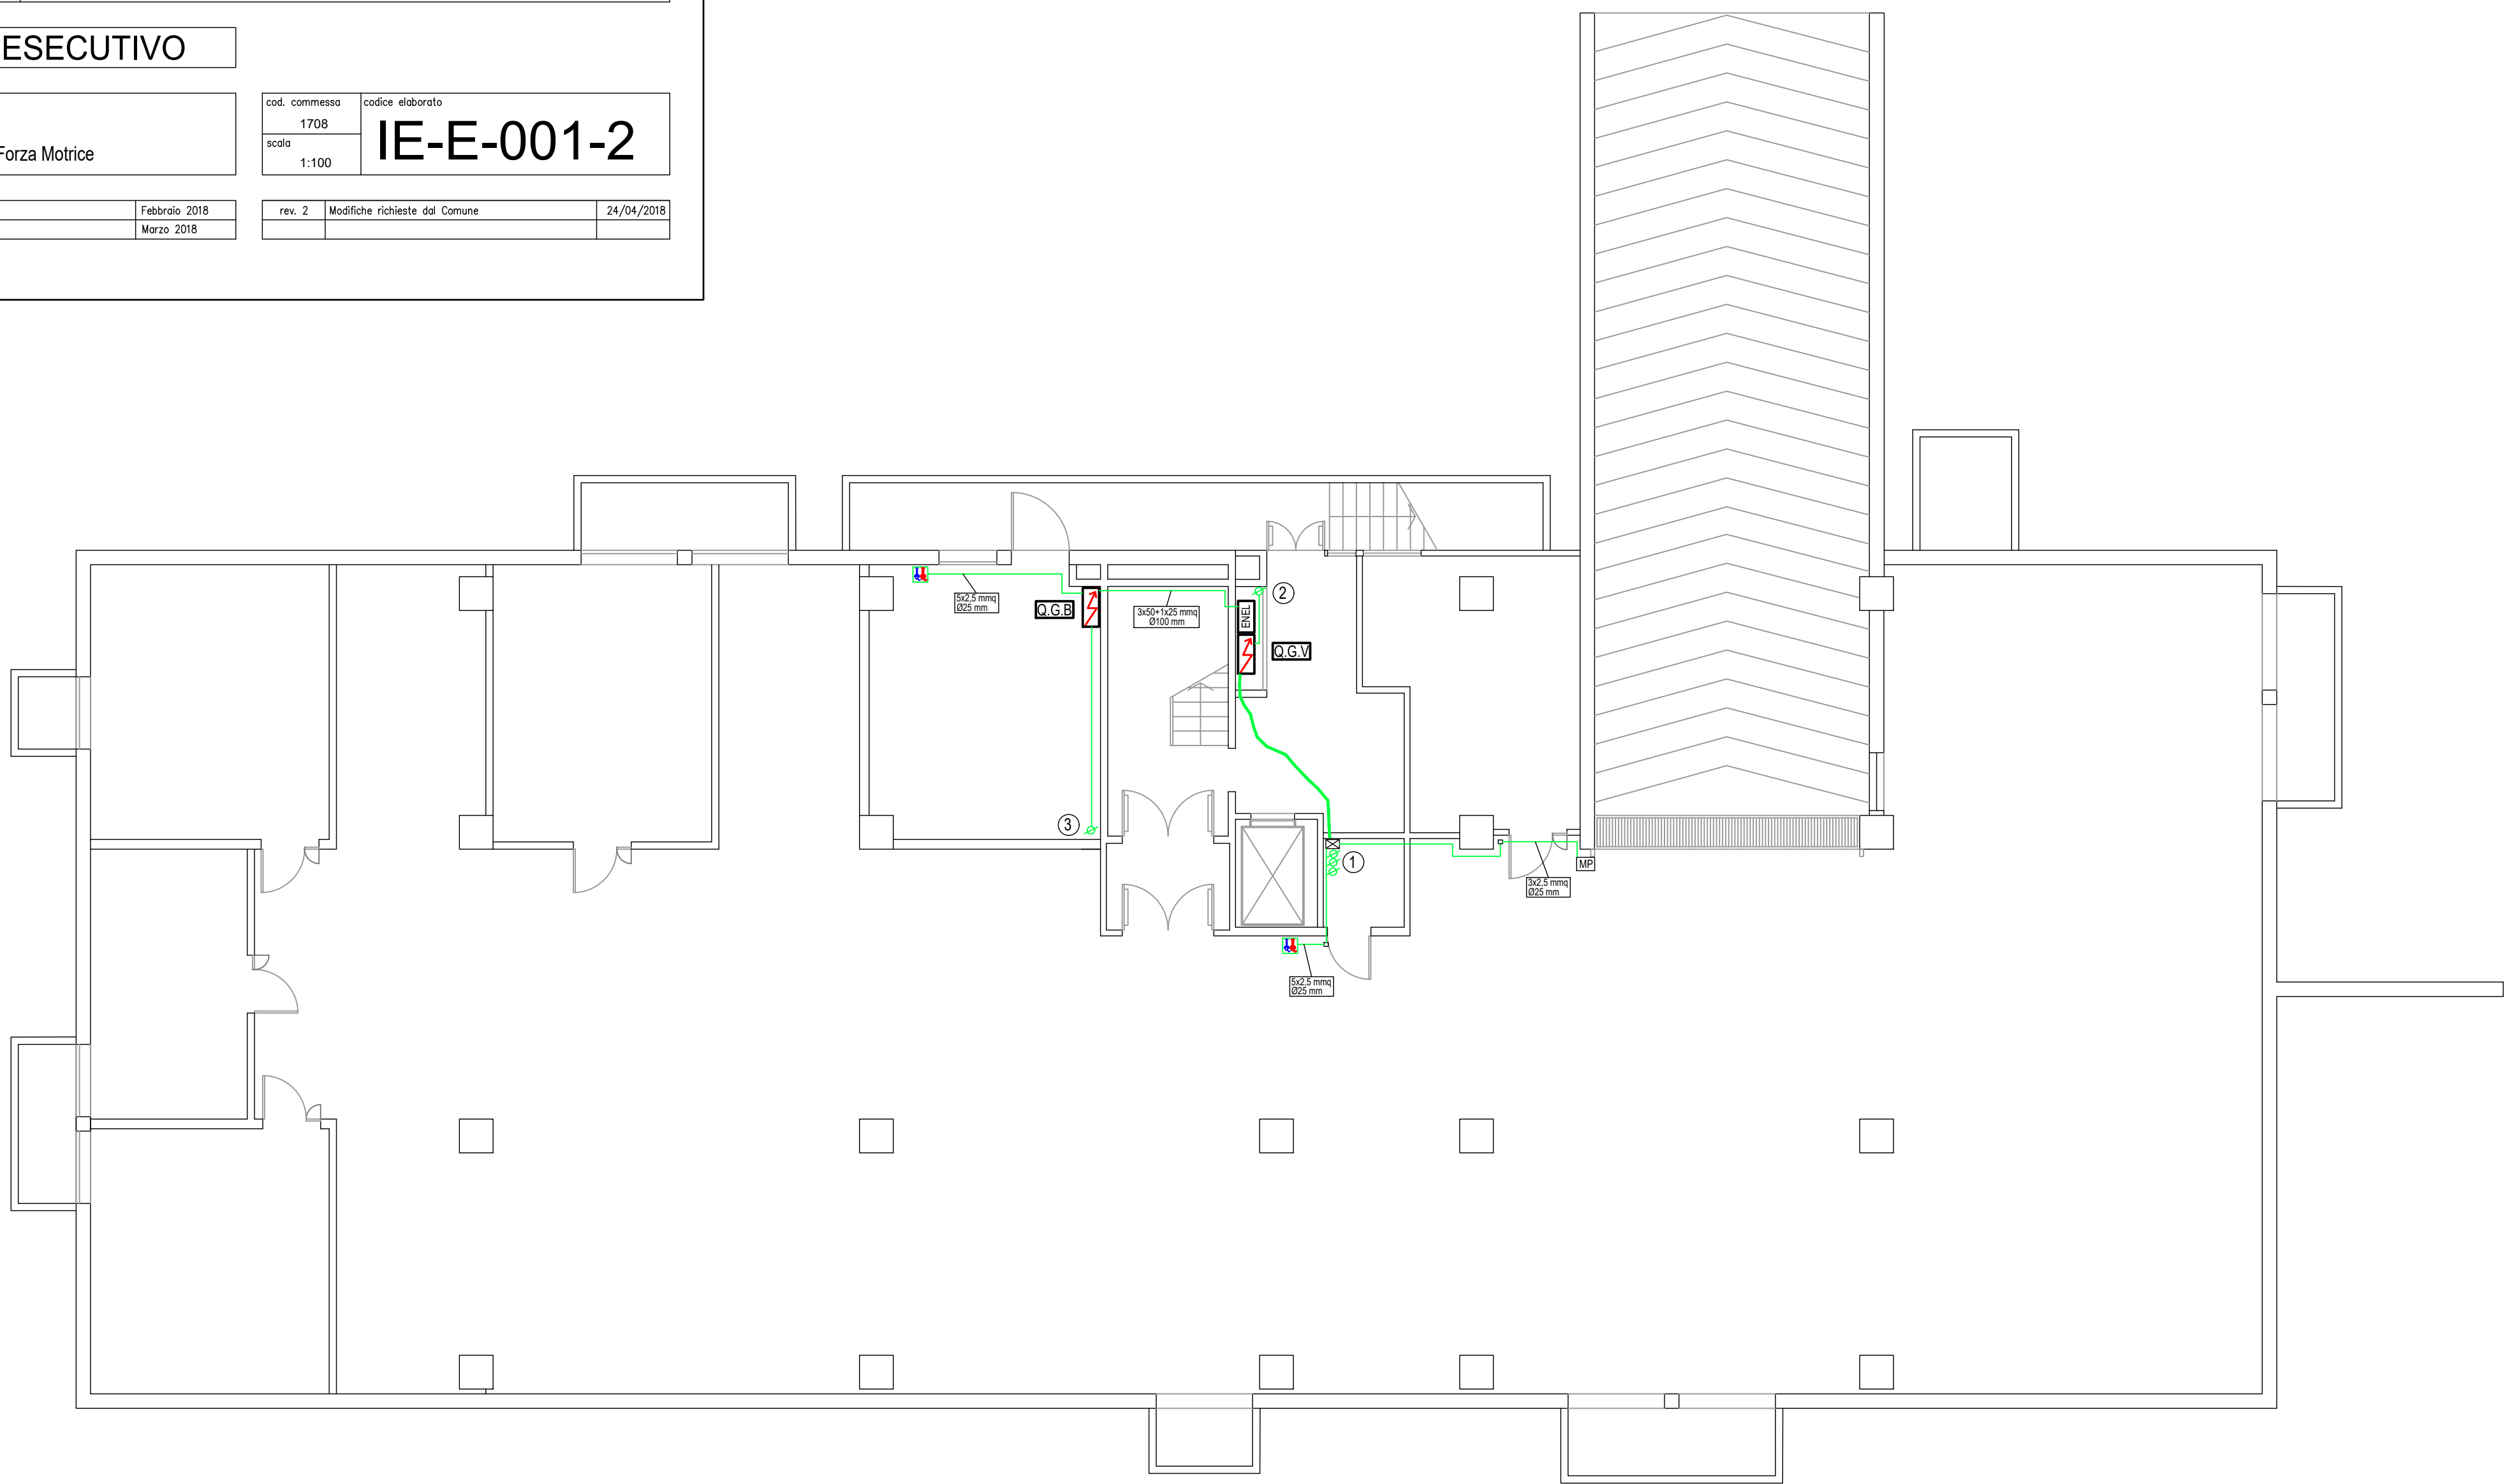 ESECUTIVO
Forza Motrice
cod. commessa
1708
scala
1:100
codice elaborato
IE-E-001-2
Febbraio 2018
Marzo 2018
rev. 2 Modifiche richieste dal Comune 24/04/2018
5x2,5 mmq
Ø25 mm
Q.G.B
3x50+1x25 mmq
Ø100 mm
ENEL
2
Q.G.V
3
1
MP
3x2,5 mmq
Ø25 mm
5x2,5 mmq
Ø25 mm